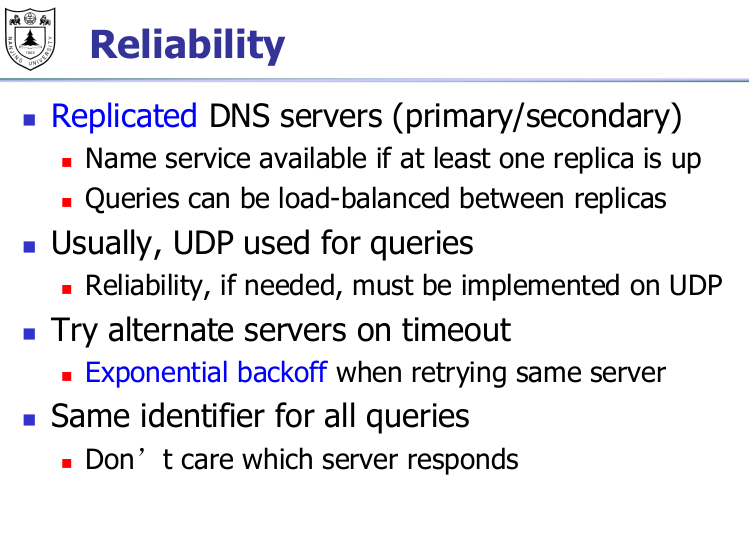 NANJING UNIVERSITY
Reliability
Replicated DNS servers (primary/secondary)
Name service available if at least one replica is up
Queries can be load-balanced between replicas
Usually, UDP used for queries
Reliability, if needed, must be implemented on UDP
Try alternate servers on timeout
Exponential backoff when retrying same server
Same identifier for all queries
Don’t care which server responds